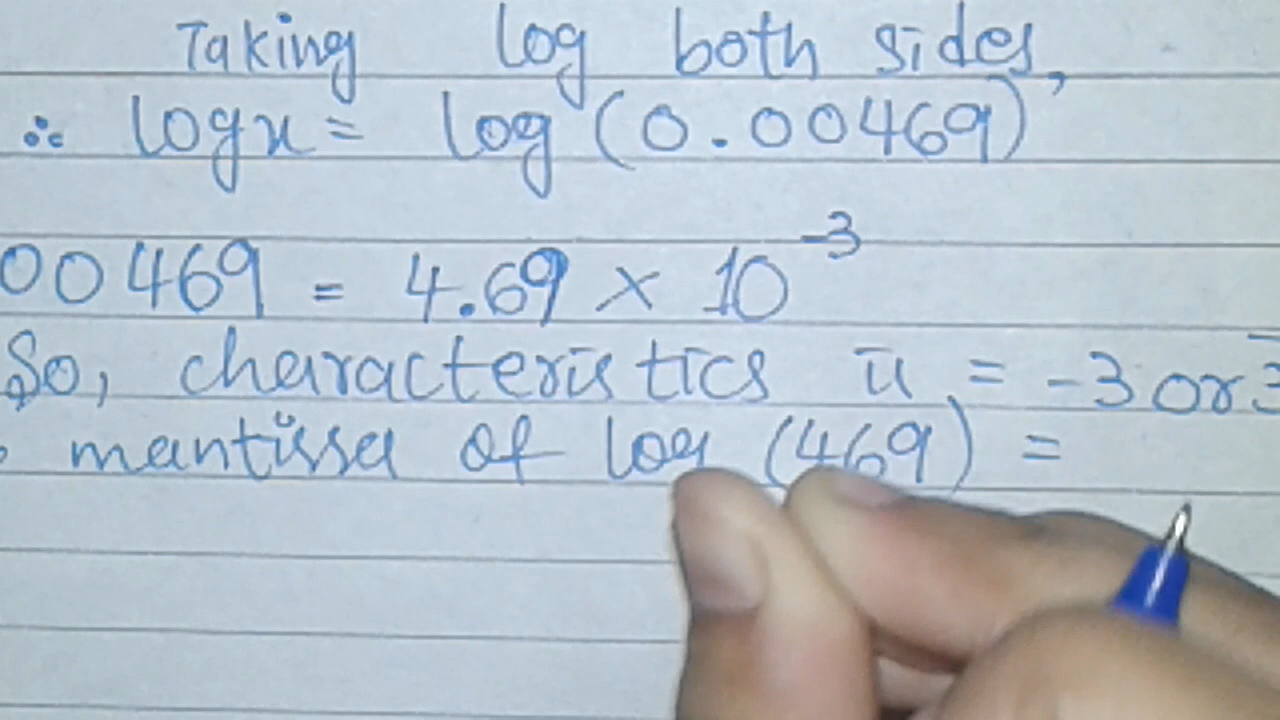 Taking log both sides,
∴ log x = log (0.00469)
00469 = 4.69 × 10⁻³
So, characteristics is = -3 or 3̅
mantissa of log (469) =